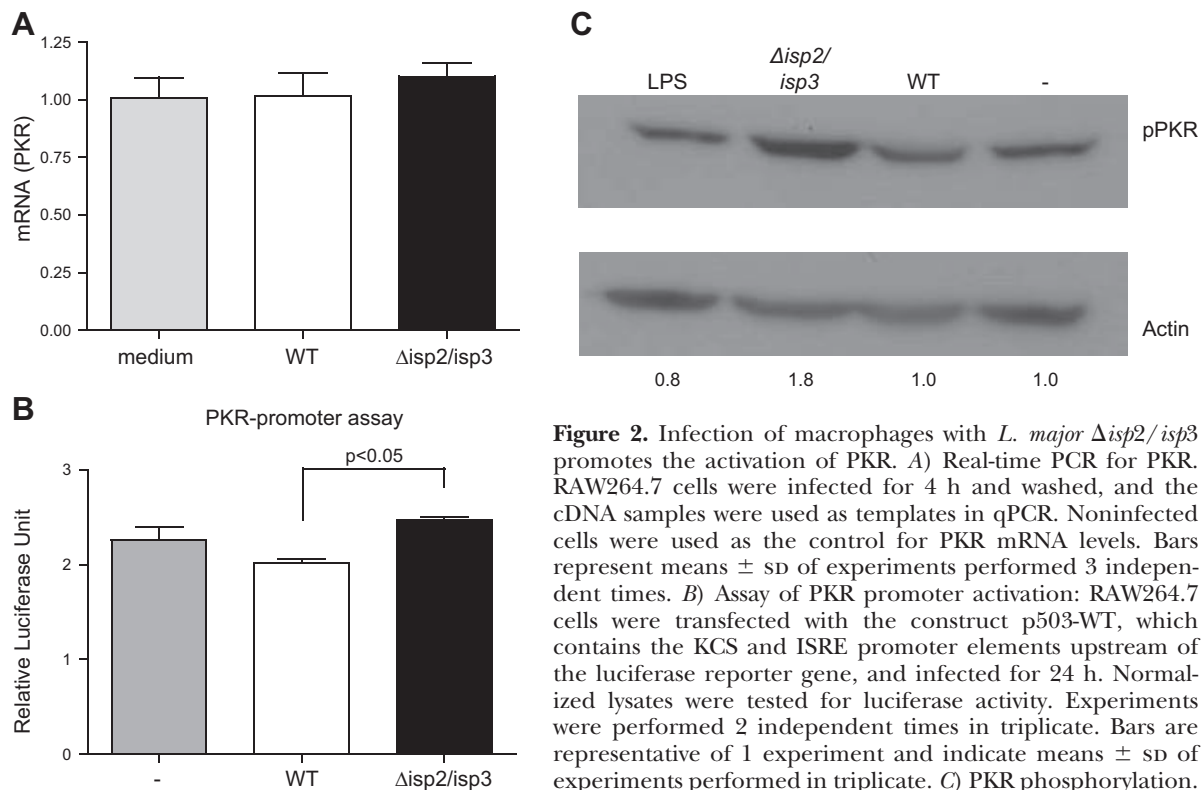 A
1.25
1.00
0.75
0.50
0.25
0.00
mRNA (PKR)
medium WT Δisp2/isp3
B
PKR-promoter assay
p<0.05
3
2
1
0
Relative Luciferase Unit
- WT Δisp2/isp3
C
LPS Δisp2/ isp3 WT -
pPKR
Actin
0.8 1.8 1.0 1.0
Figure 2. Infection of macrophages with L. major Δisp2/isp3
promotes the activation of PKR. A) Real-time PCR for PKR.
RAW264.7 cells were infected for 4 h and washed, and the
cDNA samples were used as templates in qPCR. Noninfected
cells were used as the control for PKR mRNA levels. Bars
represent means ± SD of experiments performed 3 indepen-
dent times. B) Assay of PKR promoter activation: RAW264.7
cells were transfected with the construct p503-WT, which
contains the KCS and ISRE promoter elements upstream of
the luciferase reporter gene, and infected for 24 h. Normal-
ized lysates were tested for luciferase activity. Experiments
were performed 2 independent times in triplicate. Bars are
representative of 1 experiment and indicate means ± SD of
experiments performed in triplicate. C) PKR phosphorylation.